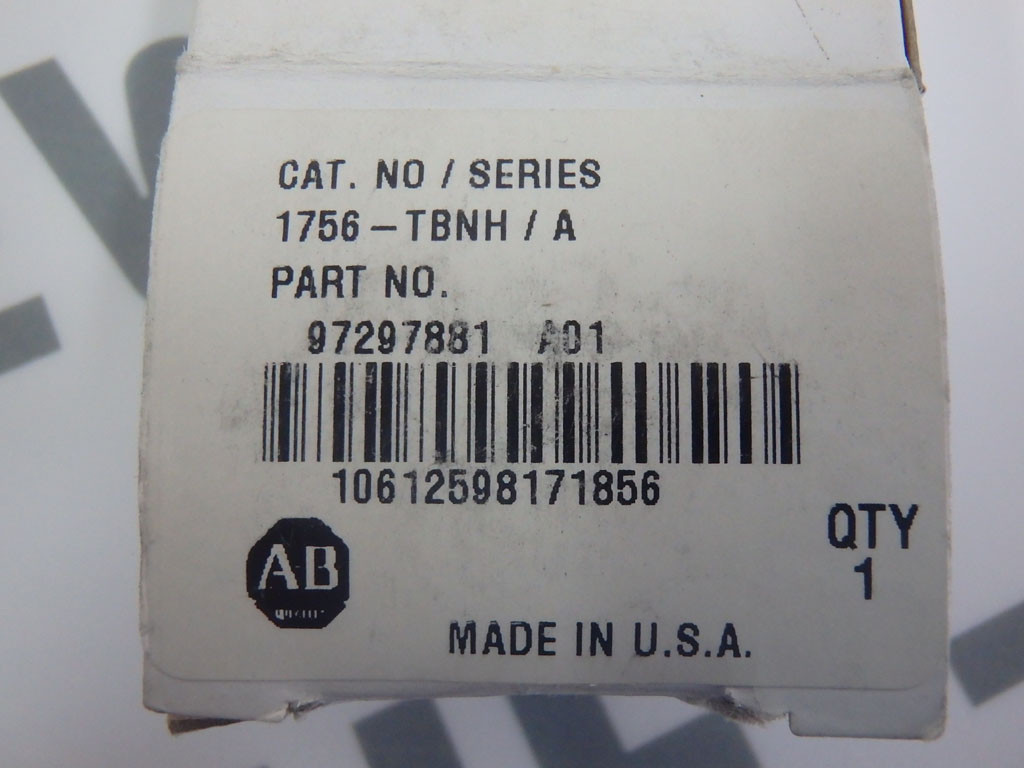 CAT. NO / SERIES
1756-TBNH / A
PART NO.
97297881 A01
10612598171856
QTY
1
AB
MADE IN U.S.A.